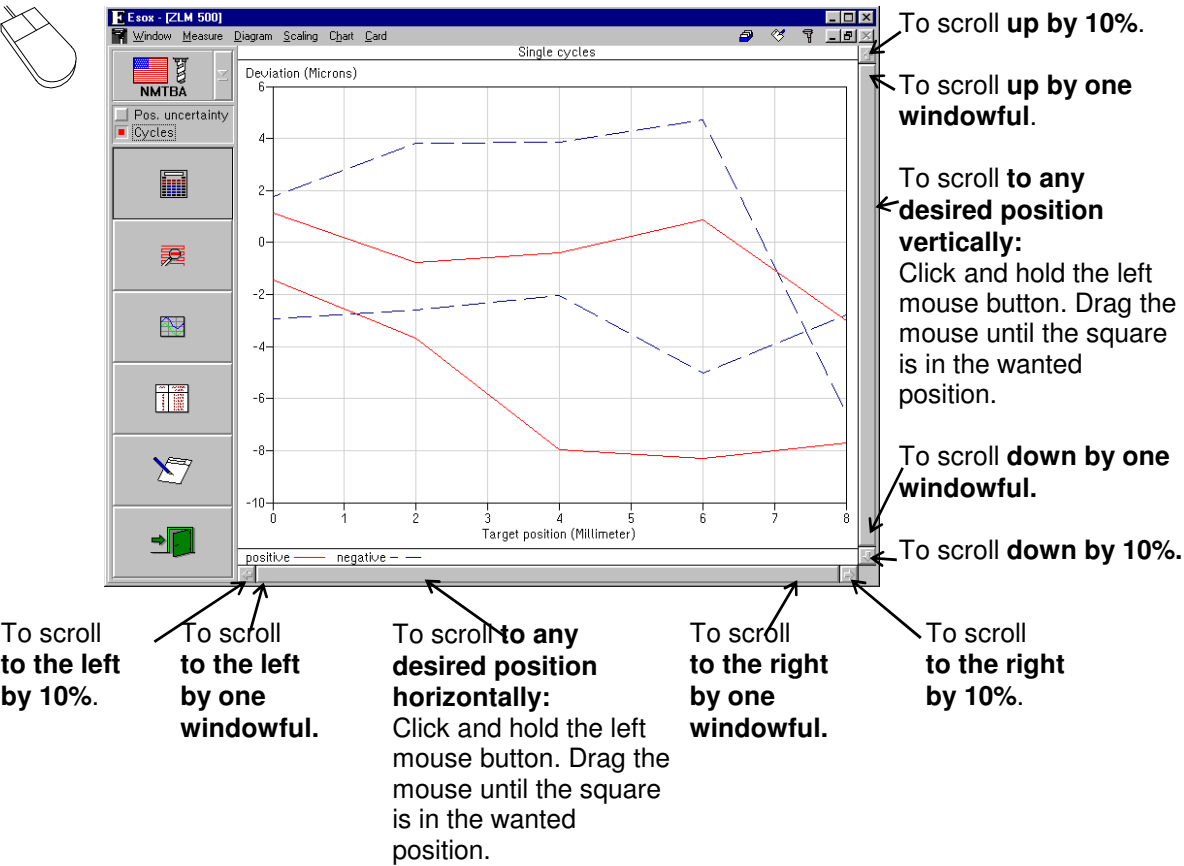 Esox - [ZLM 500]
Window Measure Diagram Scaling Chart Card
NMTBA
Pos. uncertainty
Cycles
Single cycles
Deviation (Microns)
6
4
2
0
-2
-4
-6
-8
-10
0 1 2 3 4 5 6 7 8
Target position (Millimeter)
positive negative
To scroll up by 10%.
To scroll up by one
windowful.
To scroll to any
desired position
vertically:
Click and hold the left
mouse button. Drag the
mouse until the square
is in the wanted
position.
To scroll down by one
windowful.
To scroll down by 10%.
To scroll
to the left
by 10%.
To scroll
to the left
by one
windowful.
To scroll to any
desired position
horizontally:
Click and hold the left
mouse button. Drag the
mouse until the square
is in the wanted
position.
To scroll
to the right
by one
windowful.
To scroll
to the right
by 10%.